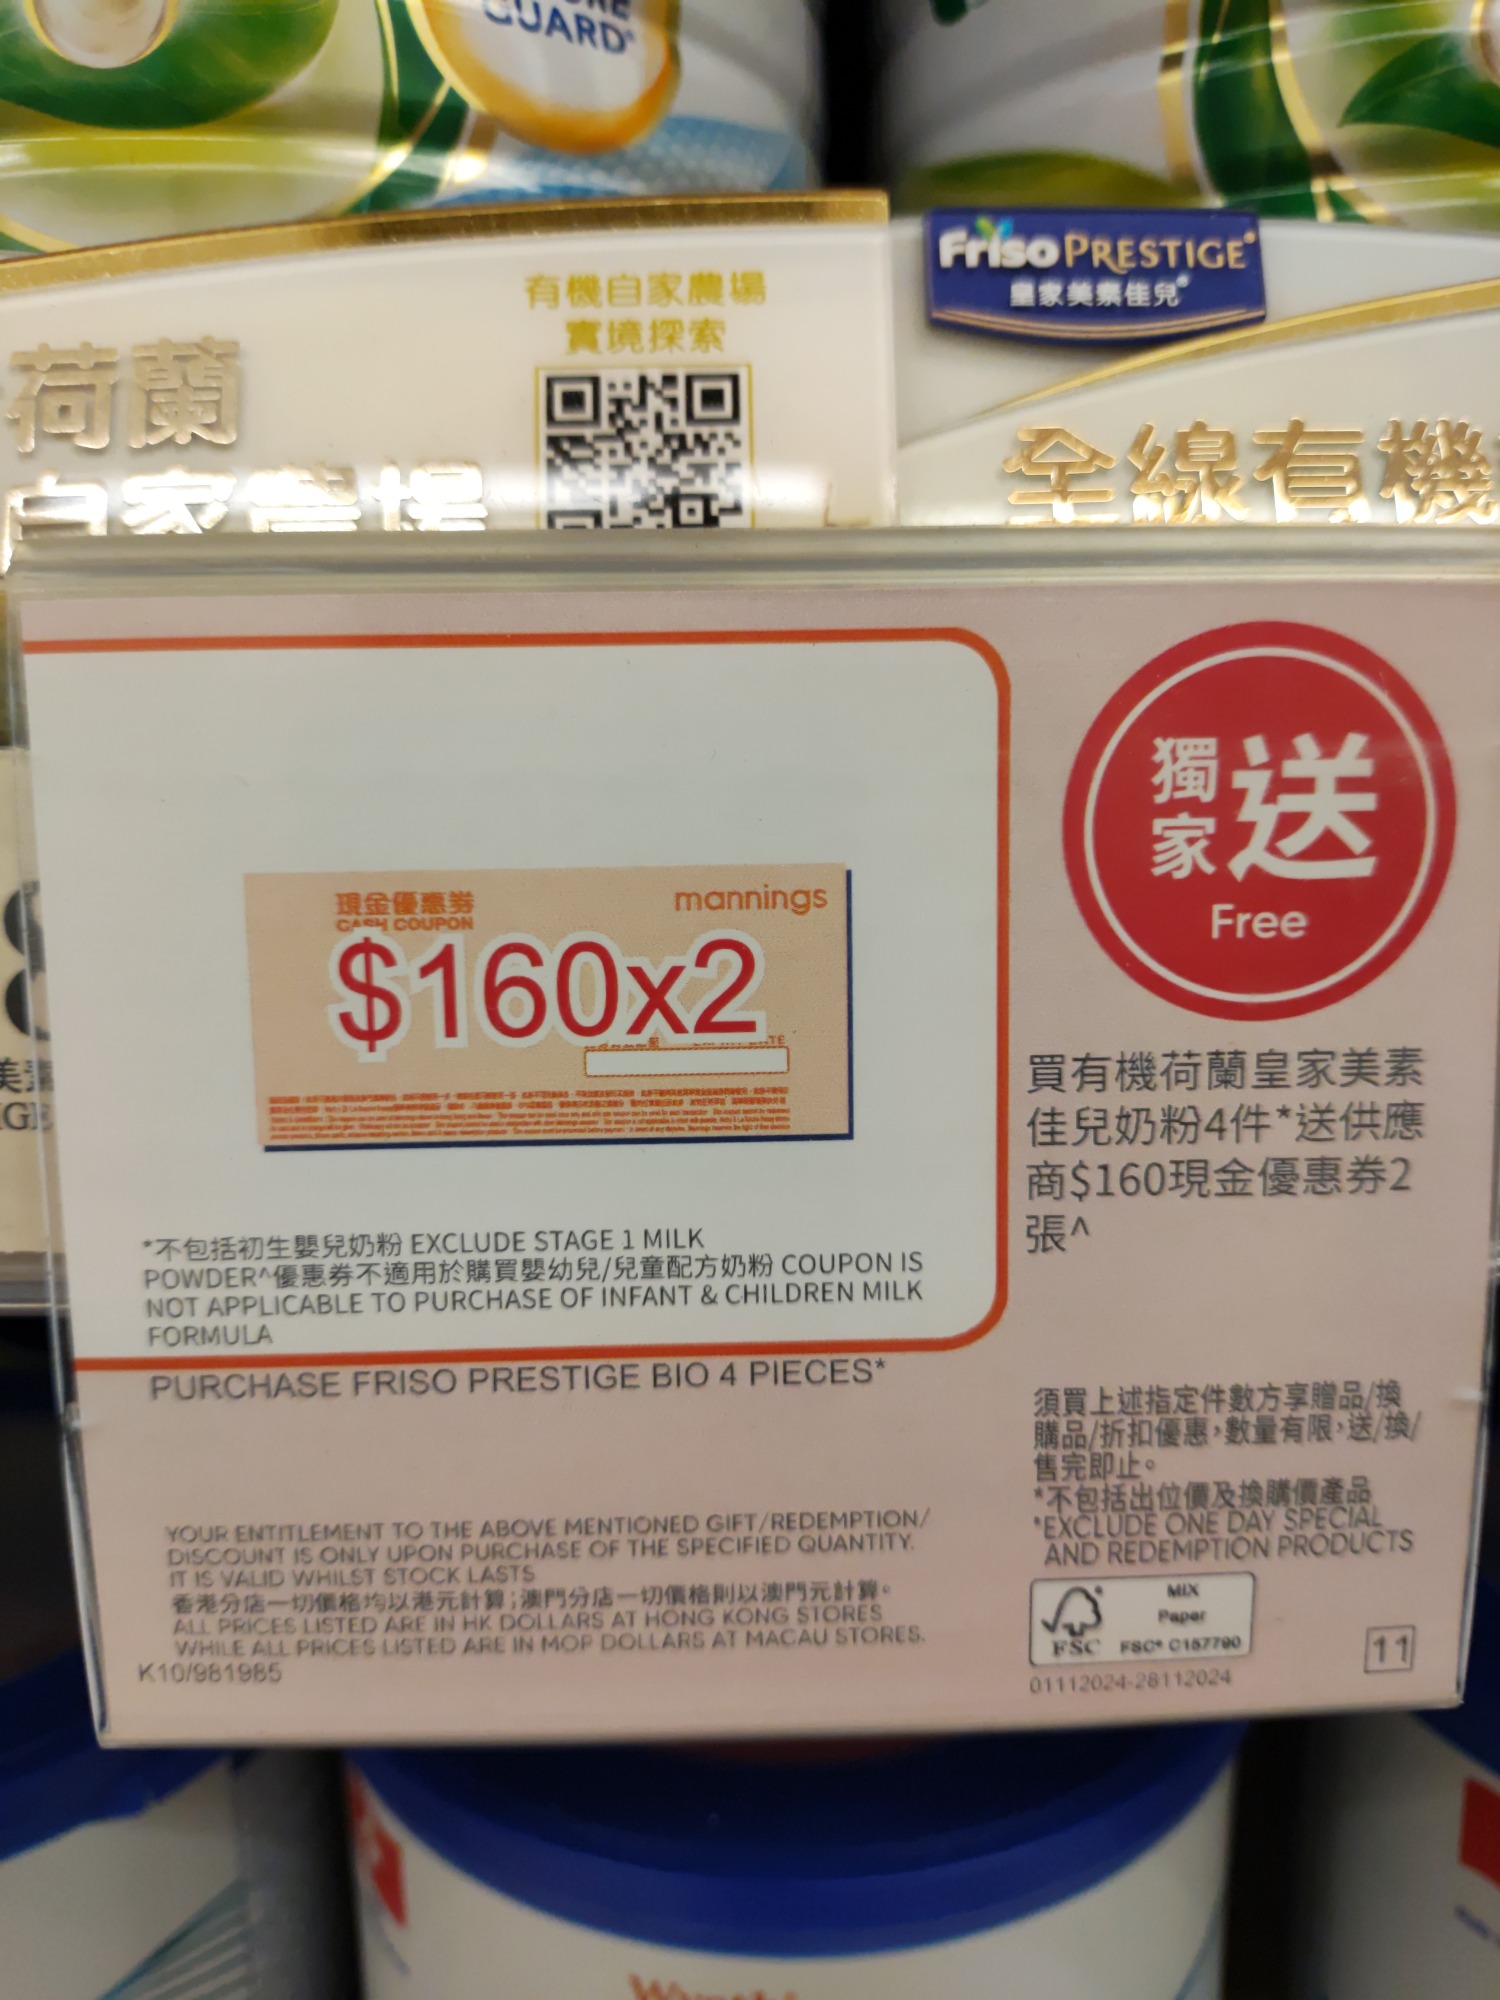 GUARD®
Friso PRESTIGE®
皇家美素佳兒®
有機自家農場
實境探索
荷蘭
自家農場
全線有機
獨家送
Free
現金優惠券
CASH COUPON
mannings
$160x2
買有機荷蘭皇家美素
佳兒奶粉4件*送供應
商$160現金優惠券2
張^
*不包括初生嬰兒奶粉 EXCLUDE STAGE 1 MILK
POWDER^優惠券不適用於購買嬰幼兒/兒童配方奶粉 COUPON IS
NOT APPLICABLE TO PURCHASE OF INFANT & CHILDREN MILK
FORMULA
PURCHASE FRISO PRESTIGE BIO 4 PIECES*
須買上述指定件數方享贈品/換
購品/折扣優惠，數量有限，送/換/
售完即止。
*不包括出位價及換購價產品
*EXCLUDE ONE DAY SPECIAL
AND REDEMPTION PRODUCTS
YOUR ENTITLEMENT TO THE ABOVE MENTIONED GIFT/REDEMPTION/
DISCOUNT IS ONLY UPON PURCHASE OF THE SPECIFIED QUANTITY.
IT IS VALID WHILST STOCK LASTS
香港分店一切價格均以港元計算；澳門分店一切價格則以澳門元計算。
ALL PRICES LISTED ARE IN HK DOLLARS AT HONG KONG STORES
WHILE ALL PRICES LISTED ARE IN MOP DOLLARS AT MACAU STORES.
K10/981985
FSC
MIX
Paper
FSC® C157790
01112024-28112024
11